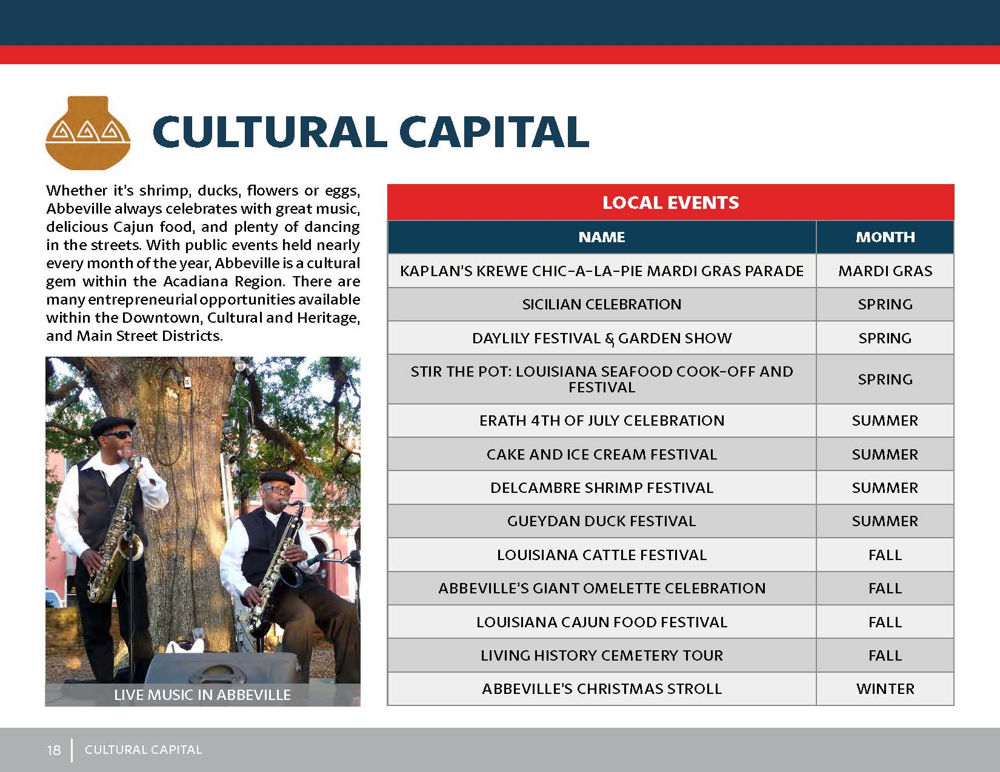 CULTURAL CAPITAL
Whether it's shrimp, ducks, flowers or eggs,
Abbeville always celebrates with great music,
delicious Cajun food, and plenty of dancing
in the streets. With public events held nearly
every month of the year, Abbeville is a cultural
gem within the Acadiana Region. There are
many entrepreneurial opportunities available
within the Downtown, Cultural and Heritage,
and Main Street Districts.
LIVE MUSIC IN ABBEVILLE
LOCAL EVENTS
NAME MONTH
KAPLAN'S KREWE CHIC-A-LA-PIE MARDI GRAS PARADE MARDI GRAS
SICILIAN CELEBRATION SPRING
DAYLILY FESTIVAL & GARDEN SHOW SPRING
STIR THE POT: LOUISIANA SEAFOOD COOK-OFF AND
FESTIVAL SPRING
ERATH 4TH OF JULY CELEBRATION SUMMER
CAKE AND ICE CREAM FESTIVAL SUMMER
DELCAMBRE SHRIMP FESTIVAL SUMMER
GUEYDAN DUCK FESTIVAL SUMMER
LOUISIANA CATTLE FESTIVAL FALL
ABBEVILLE'S GIANT OMELETTE CELEBRATION FALL
LOUISIANA CAJUN FOOD FESTIVAL FALL
LIVING HISTORY CEMETERY TOUR FALL
ABBEVILLE'S CHRISTMAS STROLL WINTER
18 CULTURAL CAPITAL